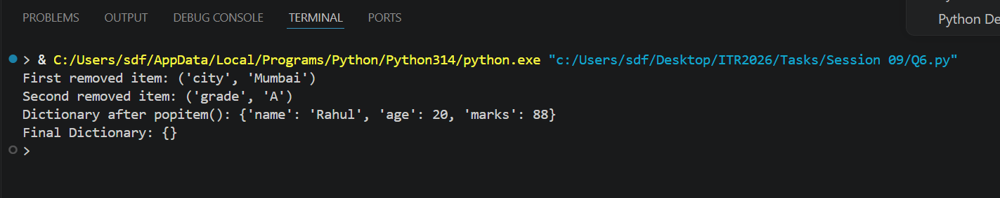 Python De
PROBLEMS OUTPUT DEBUG CONSOLE TERMINAL PORTS
> & C:/Users/sdf/AppData/Local/Programs/Python/Python314/python.exe "c:/Users/sdf/Desktop/ITR2026/Tasks/Session 09/Q6.py"
First removed item: ('city', 'Mumbai')
Second removed item: ('grade', 'A')
Dictionary after popitem(): {'name': 'Rahul', 'age': 20, 'marks': 88}
Final Dictionary: {}
>